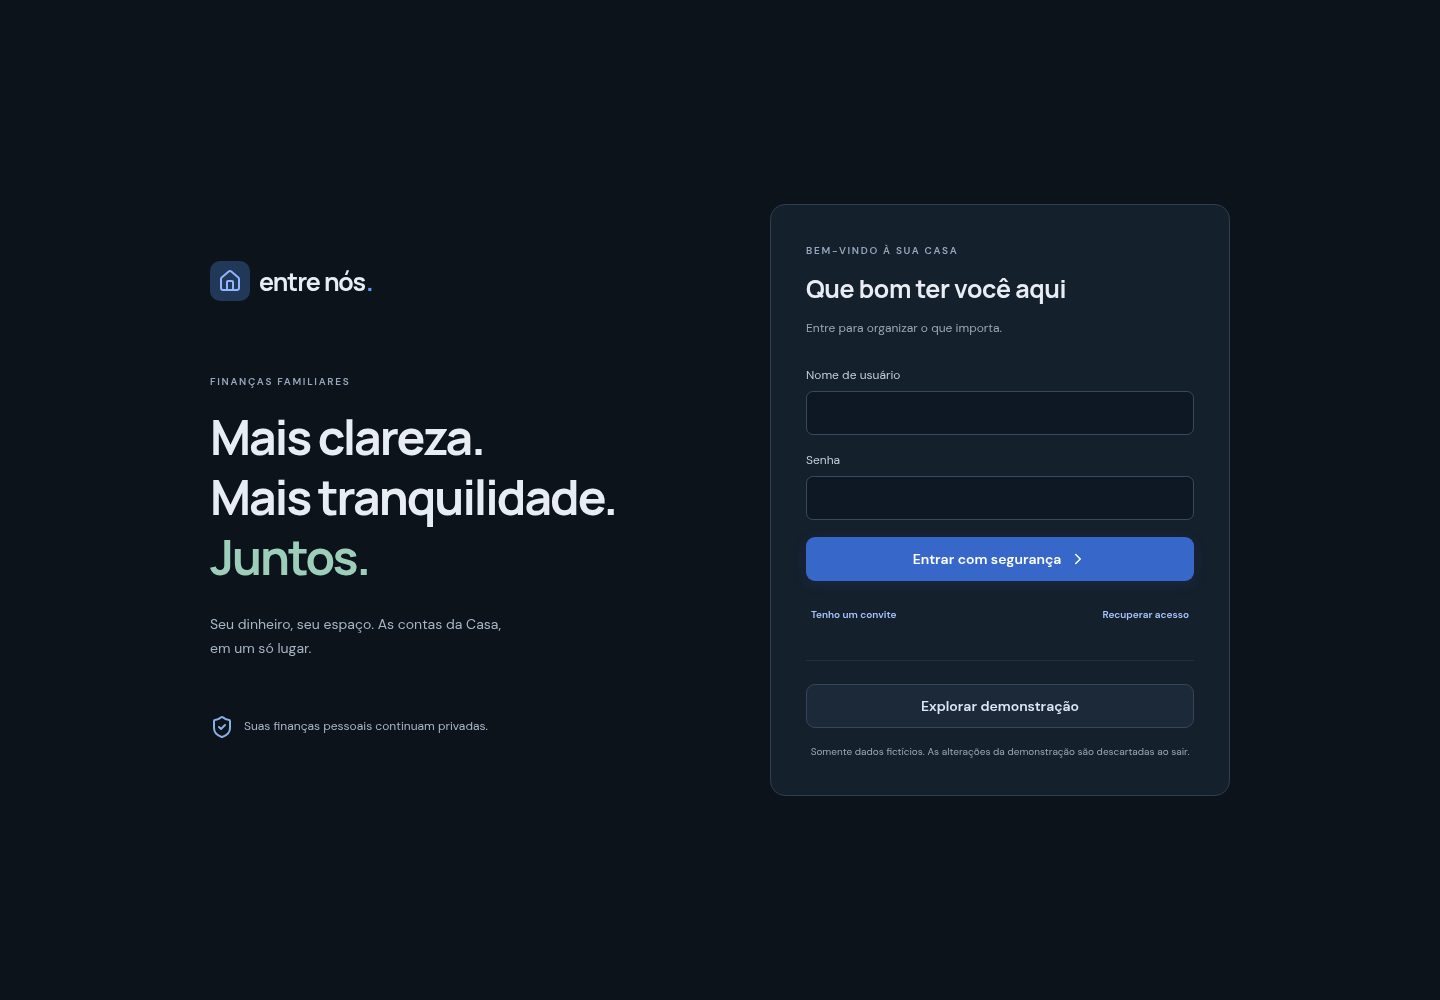 entre nós.
FINANÇAS FAMILIARES
Mais clareza.
Mais tranquilidade.
Juntos.
Seu dinheiro, seu espaço. As contas da Casa,
em um só lugar.
Suas finanças pessoais continuam privadas.
BEM-VINDO À SUA CASA
Que bom ter você aqui
Entre para organizar o que importa.
Nome de usuário
Senha
Entrar com segurança
Tenho um convite
Recuperar acesso
Explorar demonstração
Somente dados fictícios. As alterações da demonstração são descartadas ao sair.